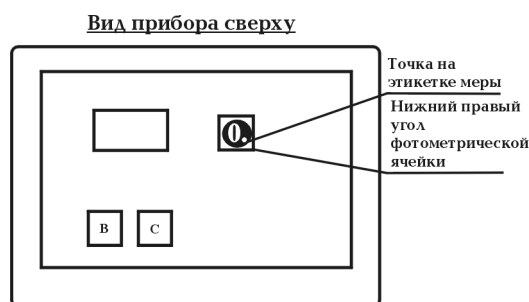 Вид прибора сверху
Точка на
этикетке меры
Нижний правый
угол
фотометрической
ячейки
0.
В С